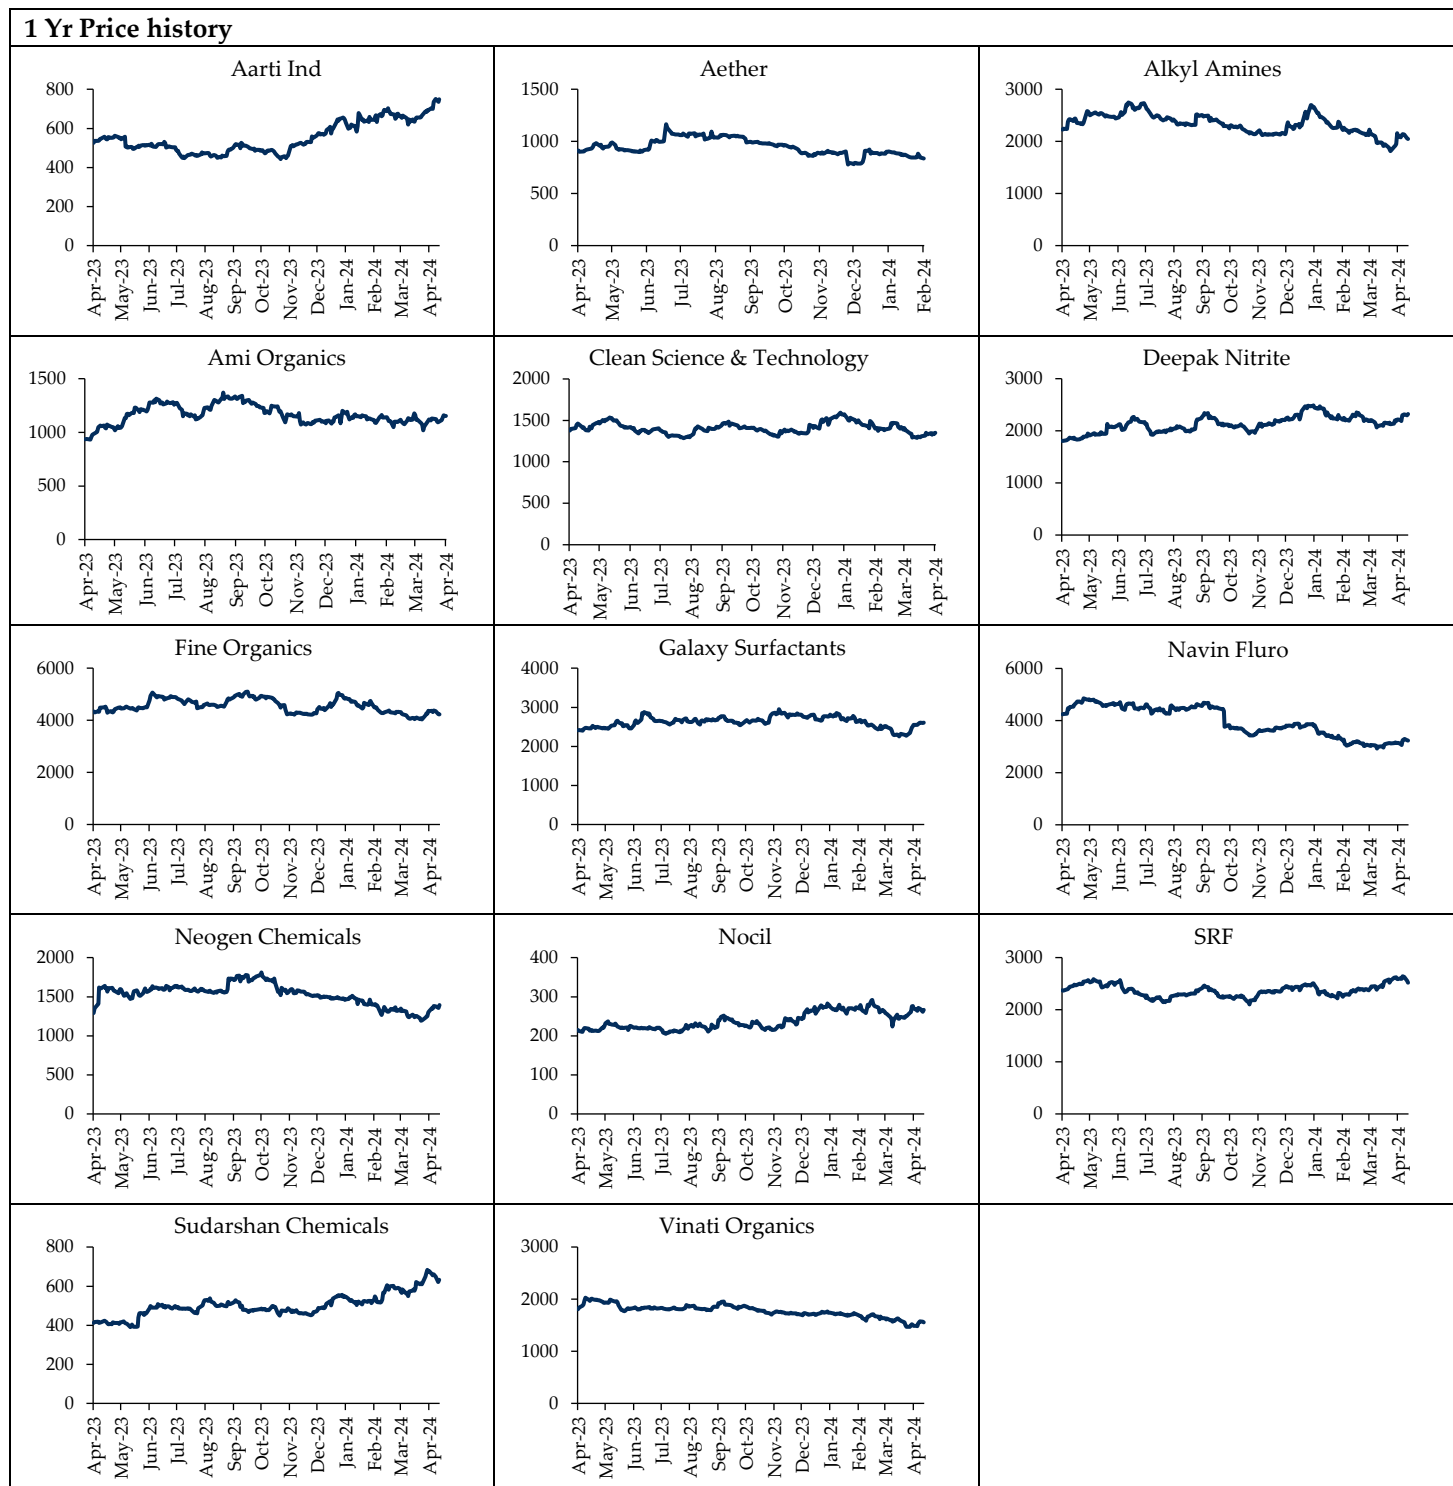 1 Yr Price history
Aarti Ind
800
600
400
200
0
Apr-23
May-23
Jun-23
Jul-23
Aug-23
Sep-23
Oct-23
Nov-23
Dec-23
Jan-24
Feb-24
Mar-24
Apr-24
Aether
1500
1000
500
0
Apr-23
May-23
Jun-23
Jul-23
Aug-23
Sep-23
Oct-23
Nov-23
Dec-23
Jan-24
Feb-24
Alkyl Amines
3000
2000
1000
0
Apr-23
May-23
Jun-23
Jul-23
Aug-23
Sep-23
Oct-23
Nov-23
Dec-23
Jan-24
Feb-24
Mar-24
Apr-24
Ami Organics
1500
1000
500
0
Apr-23
May-23
Jun-23
Jul-23
Aug-23
Sep-23
Oct-23
Nov-23
Dec-23
Jan-24
Feb-24
Mar-24
Apr-24
Clean Science & Technology
2000
1500
1000
500
0
Apr-23
May-23
Jun-23
Jul-23
Aug-23
Sep-23
Oct-23
Nov-23
Dec-23
Jan-24
Feb-24
Mar-24
Apr-24
Deepak Nitrite
3000
2000
1000
0
Apr-23
May-23
Jun-23
Jul-23
Aug-23
Sep-23
Oct-23
Nov-23
Dec-23
Jan-24
Feb-24
Mar-24
Apr-24
Fine Organics
6000
4000
2000
0
Apr-23
May-23
Jun-23
Jul-23
Aug-23
Sep-23
Oct-23
Nov-23
Dec-23
Jan-24
Feb-24
Mar-24
Apr-24
Galaxy Surfactants
4000
3000
2000
1000
0
Apr-23
May-23
Jun-23
Jul-23
Aug-23
Sep-23
Oct-23
Nov-23
Dec-23
Jan-24
Feb-24
Mar-24
Apr-24
Navin Fluro
6000
4000
2000
0
Apr-23
May-23
Jun-23
Jul-23
Aug-23
Sep-23
Oct-23
Nov-23
Dec-23
Jan-24
Feb-24
Mar-24
Apr-24
Neogen Chemicals
2000
1500
1000
500
0
Apr-23
May-23
Jun-23
Jul-23
Aug-23
Sep-23
Oct-23
Nov-23
Dec-23
Jan-24
Feb-24
Mar-24
Apr-24
Nocil
400
300
200
100
0
Apr-23
May-23
Jun-23
Jul-23
Aug-23
Sep-23
Oct-23
Nov-23
Dec-23
Jan-24
Feb-24
Mar-24
Apr-24
SRF
3000
2000
1000
0
Apr-23
May-23
Jun-23
Jul-23
Aug-23
Sep-23
Oct-23
Nov-23
Dec-23
Jan-24
Feb-24
Mar-24
Apr-24
Sudarshan Chemicals
800
600
400
200
0
Apr-23
May-23
Jun-23
Jul-23
Aug-23
Sep-23
Oct-23
Nov-23
Dec-23
Jan-24
Feb-24
Mar-24
Apr-24
Vinati Organics
3000
2000
1000
0
Apr-23
May-23
Jun-23
Jul-23
Aug-23
Sep-23
Oct-23
Nov-23
Dec-23
Jan-24
Feb-24
Mar-24
Apr-24